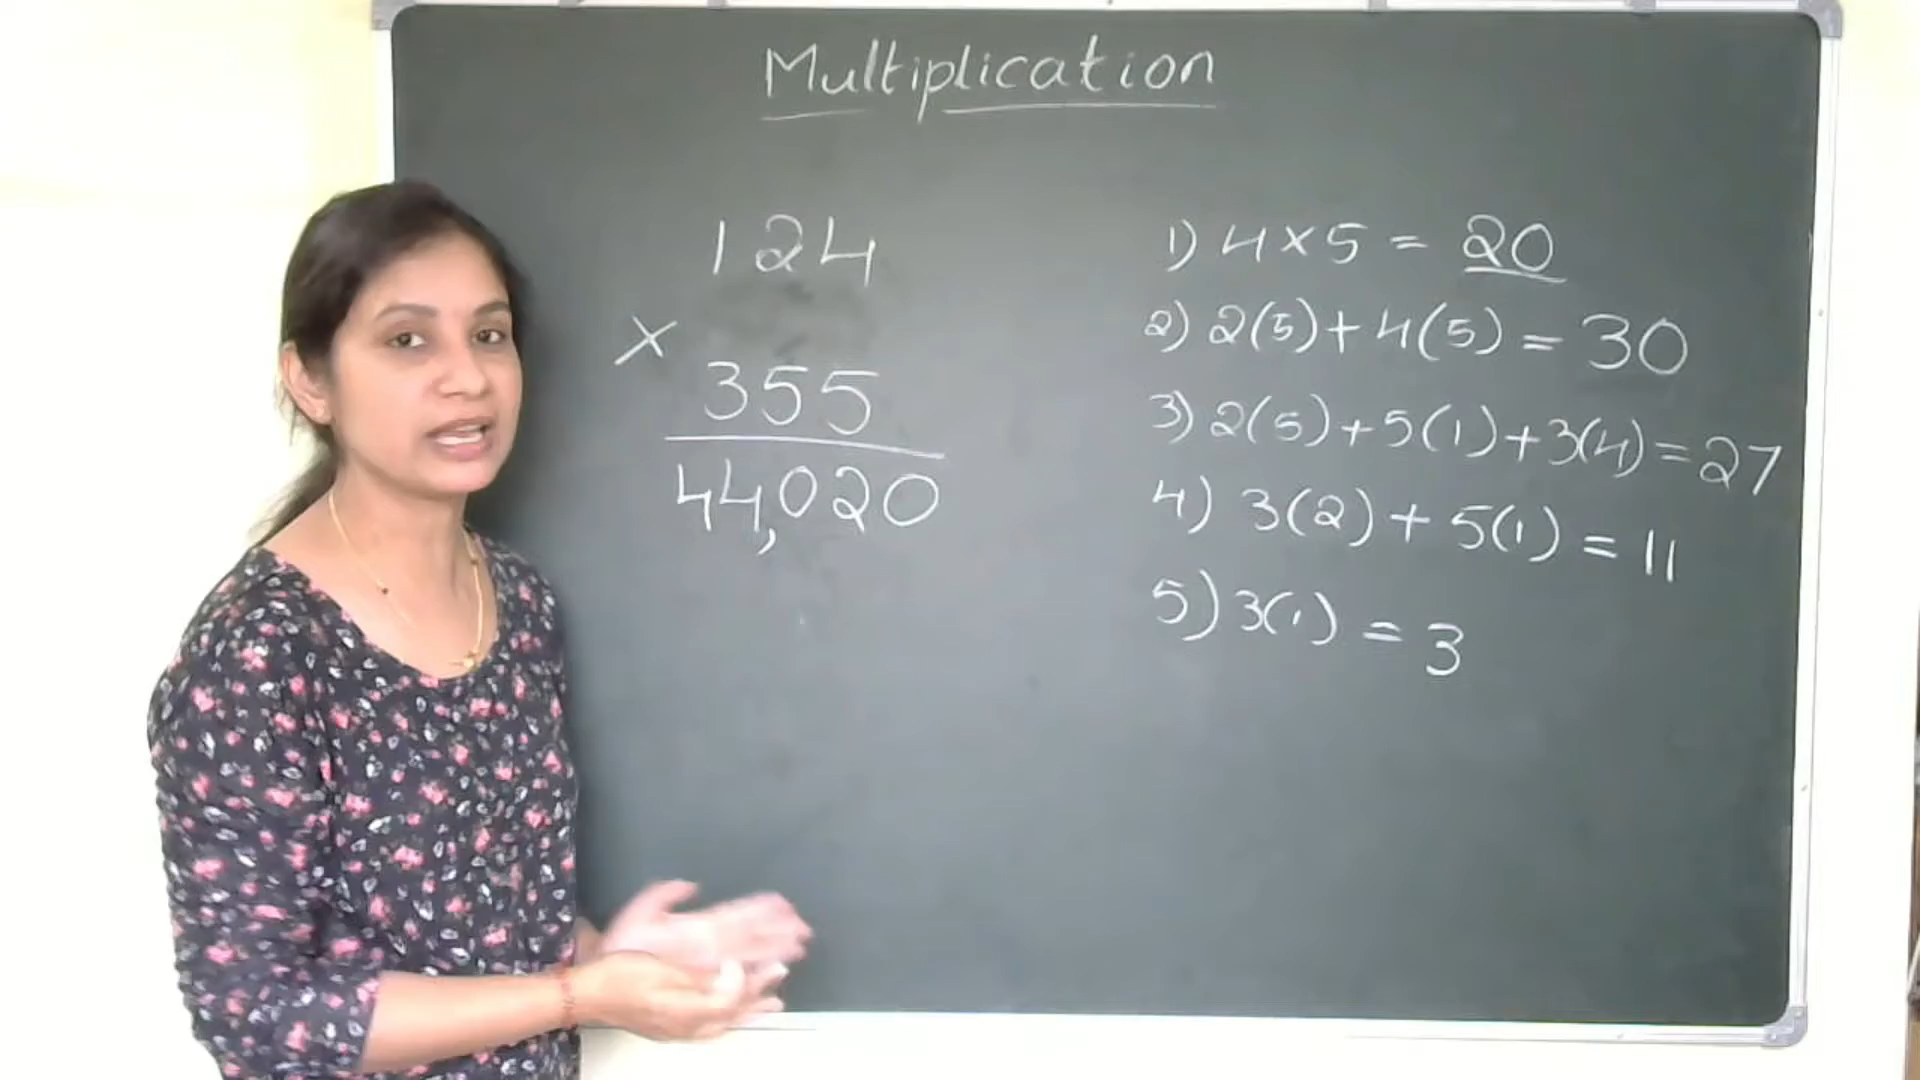 Multiplication
124
×
355
44,020
1) 4×5 = 20
2) 2(5)+4(5) = 30
3) 2(5)+5(1)+3(4)=27
4) 3(2)+5(1) = 11
5) 3(1) = 3